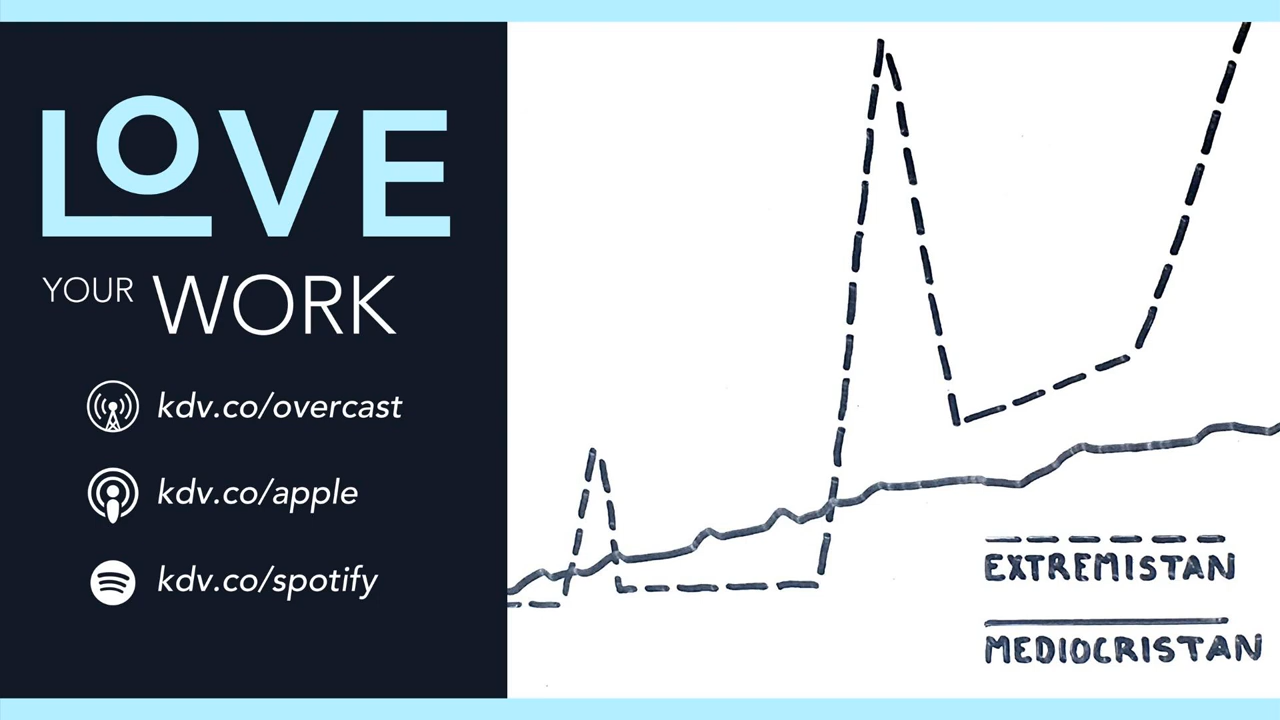 LOVE
YOUR WORK
kdv.co/overcast
kdv.co/apple
kdv.co/spotify
EXTREMISTAN
MEDIOCRISTAN